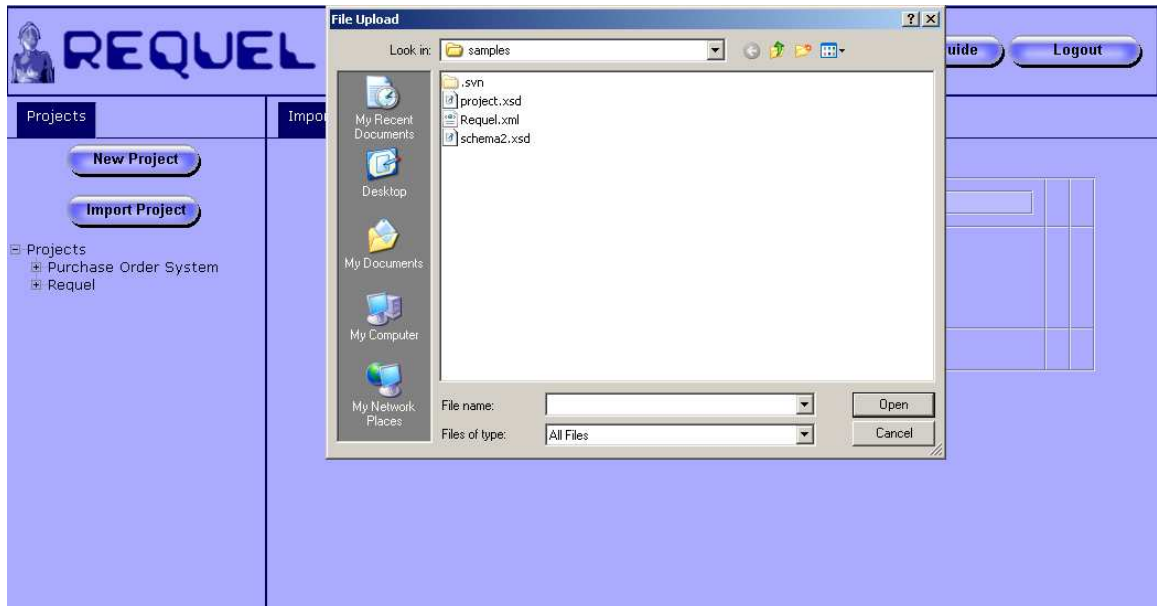 REQUEL
uide
Logout
Projects
New Project
Import Project
Projects
Purchase Order System
Requel
Impo
File Upload
Look in:
samples
My Recent
Documents
Desktop
My Documents
My Computer
My Network
Places
.svn
project.xsd
Requel.xml
schema2.xsd
File name:
Open
Files of type:
All Files
Cancel